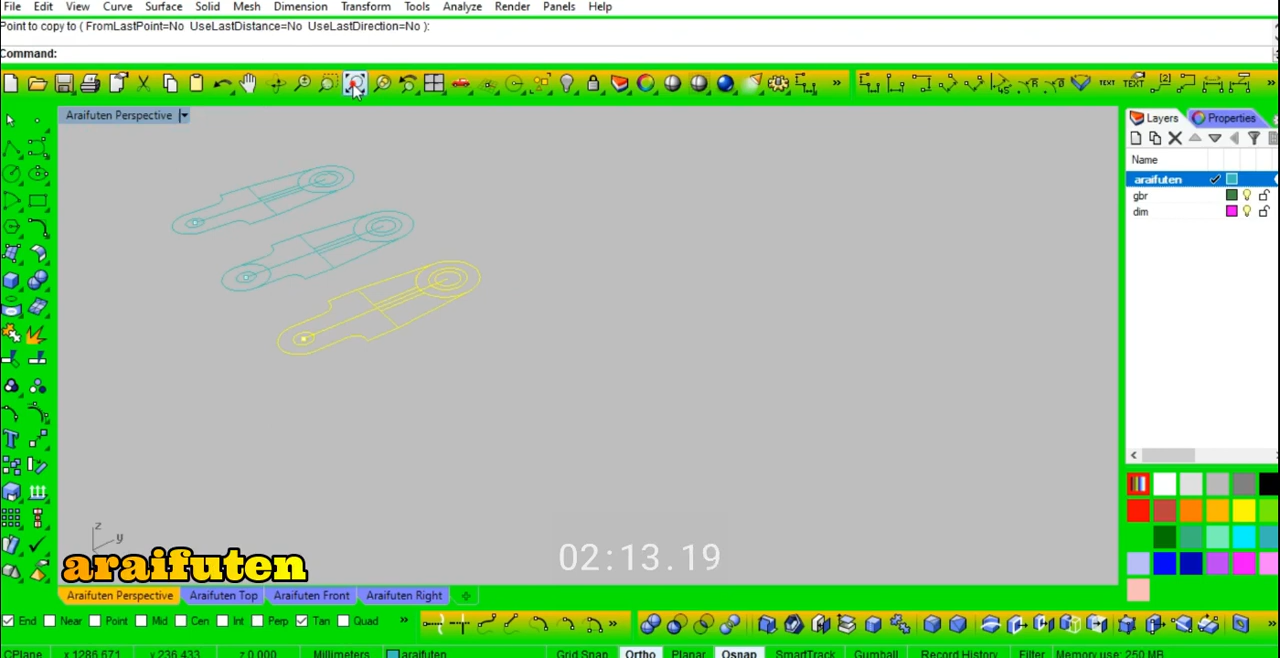 File Edit View Curve Surface Solid Mesh Dimension Transform Tools Analyze Render Panels Help
Point to copy to ( FromLastPoint=No UseLastDistance=No UseLastDirection=No ):
Command:
TEXT TEXT
Araifuten Perspective
Layers Properties
Name
araifuten
gbr
dim
z
y
araifuten
02:13.19
Araifuten Perspective Araifuten Top Araifuten Front Araifuten Right
End Near Point Mid Cen Int Perp Tan Quad
CPlane x 1286.671 y 236.433 z 0.000 Millimeters araifuten Grid Snap Ortho Planar Osnap SmartTrack Gumball Record History Filter Memory use: 250 MB